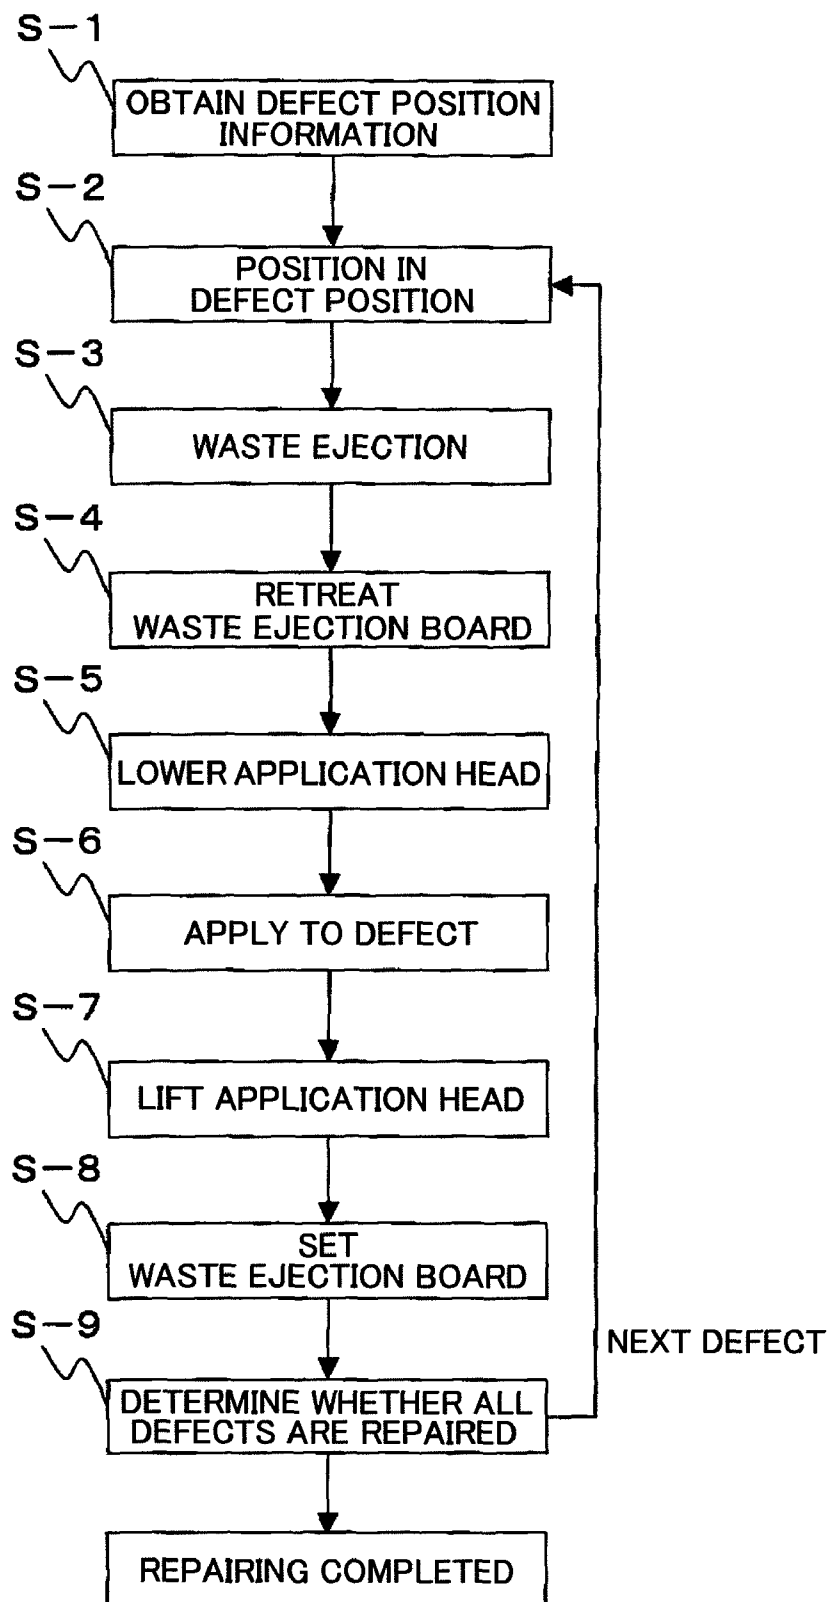 S-1
OBTAIN DEFECT POSITION
INFORMATION
S-2
POSITION IN
DEFECT POSITION
S-3
WASTE EJECTION
S-4
RETREAT
WASTE EJECTION BOARD
S-5
LOWER APPLICATION HEAD
S-6
APPLY TO DEFECT
S-7
LIFT APPLICATION HEAD
S-8
SET
WASTE EJECTION BOARD
S-9
NEXT DEFECT
DETERMINE WHETHER ALL
DEFECTS ARE REPAIRED
REPAIRING COMPLETED